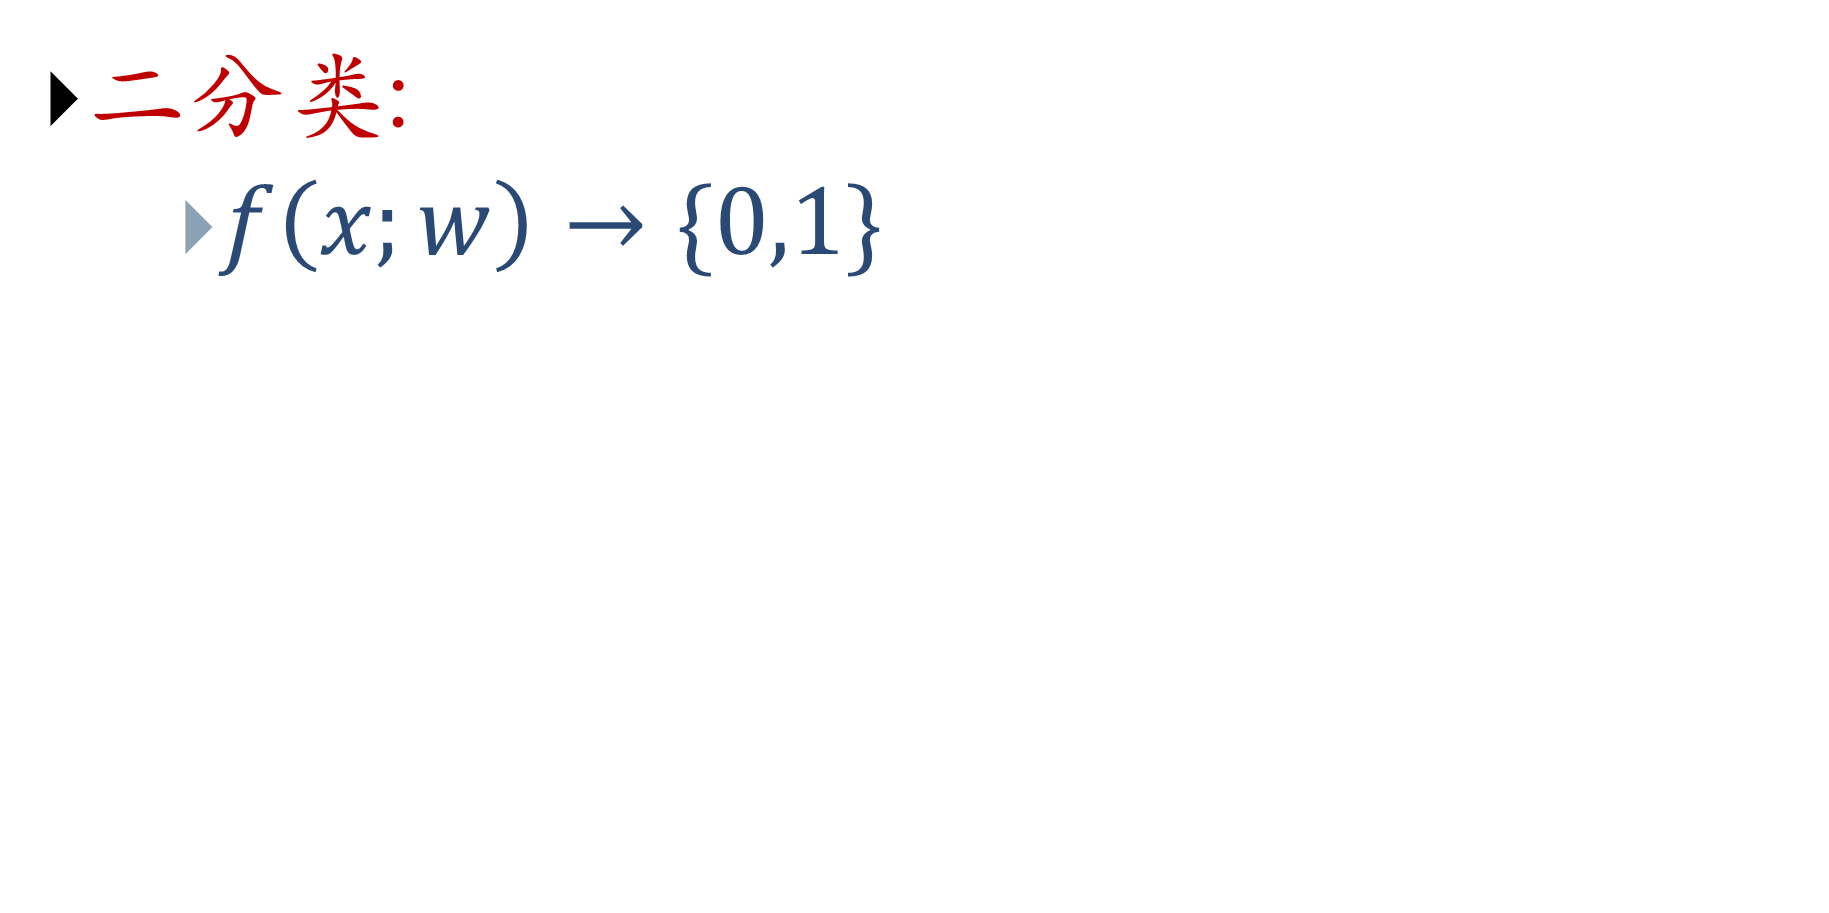 二分类:
f(x; w) → {0,1}